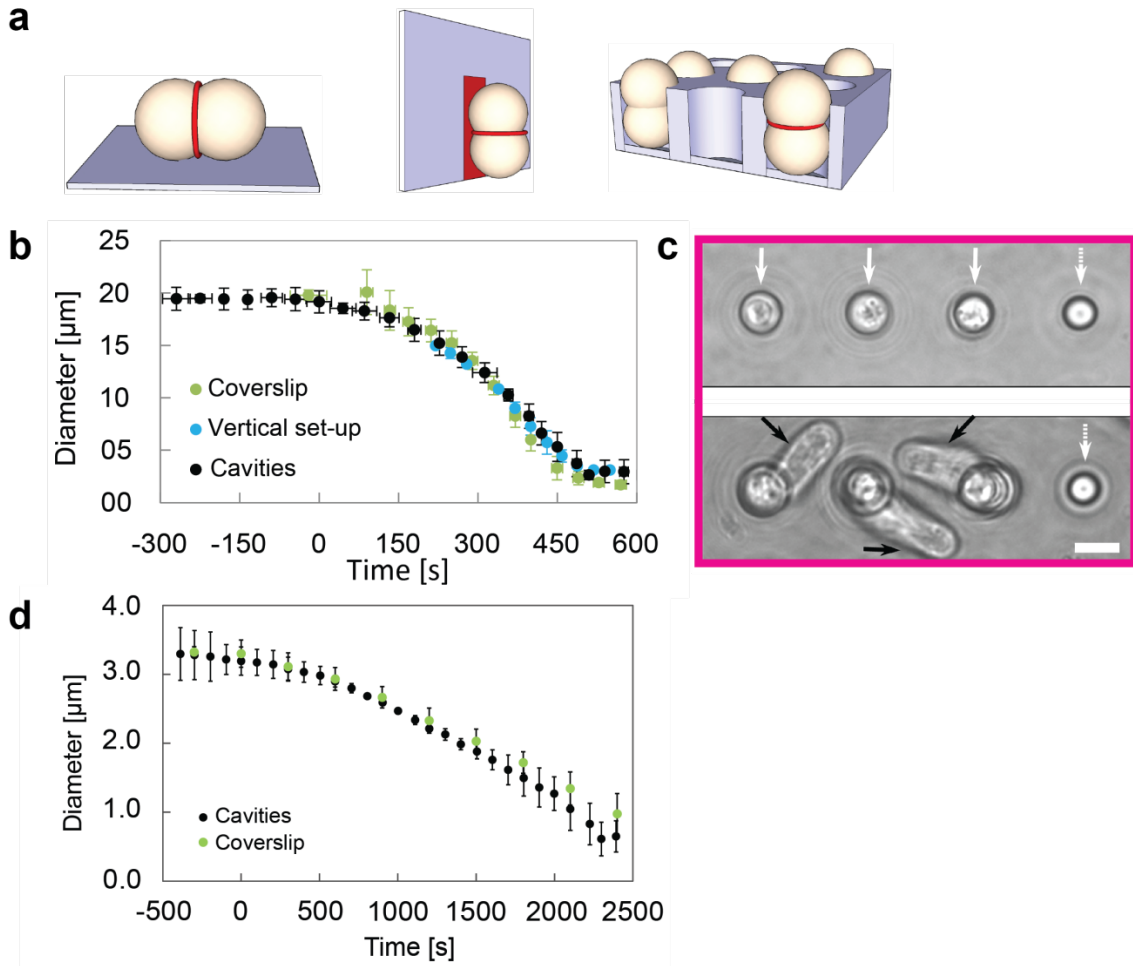 a
b
Diameter [µm]
25
20
15
10
05
00
Coverslip
Vertical set-up
Cavities
-300 -150 0 150 300 450 600
Time [s]
c
d
Diameter [µm]
4.0
3.0
2.0
1.0
0.0
Cavities
Coverslip
-500 0 500 1000 1500 2000 2500
Time [s]